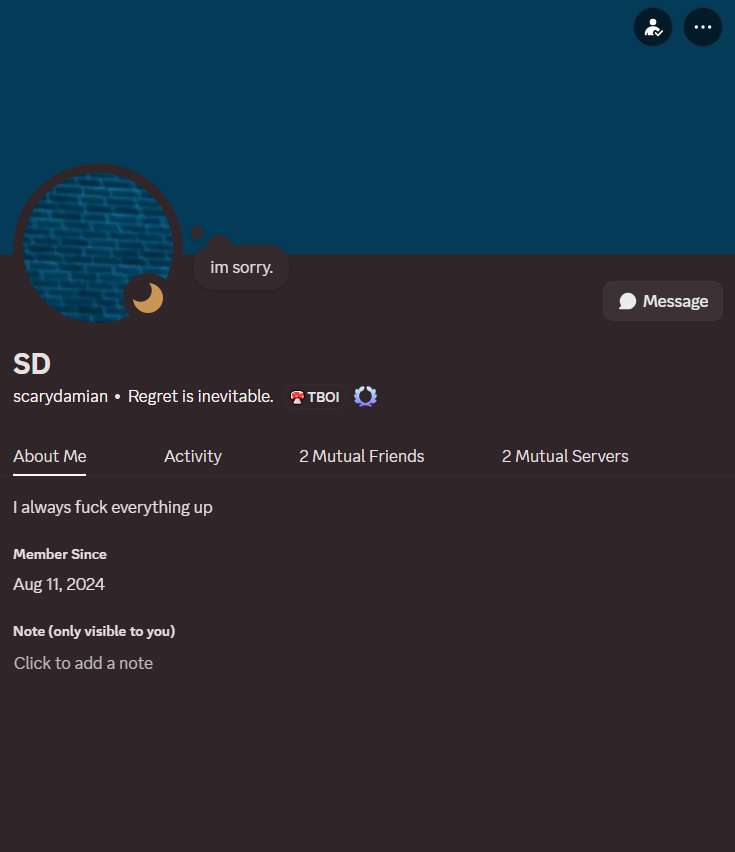 im sorry.
Message
SD
scarydamian • Regret is inevitable. TBOI
About Me Activity 2 Mutual Friends 2 Mutual Servers
I always fuck everything up
Member Since
Aug 11, 2024
Note (only visible to you)
Click to add a note